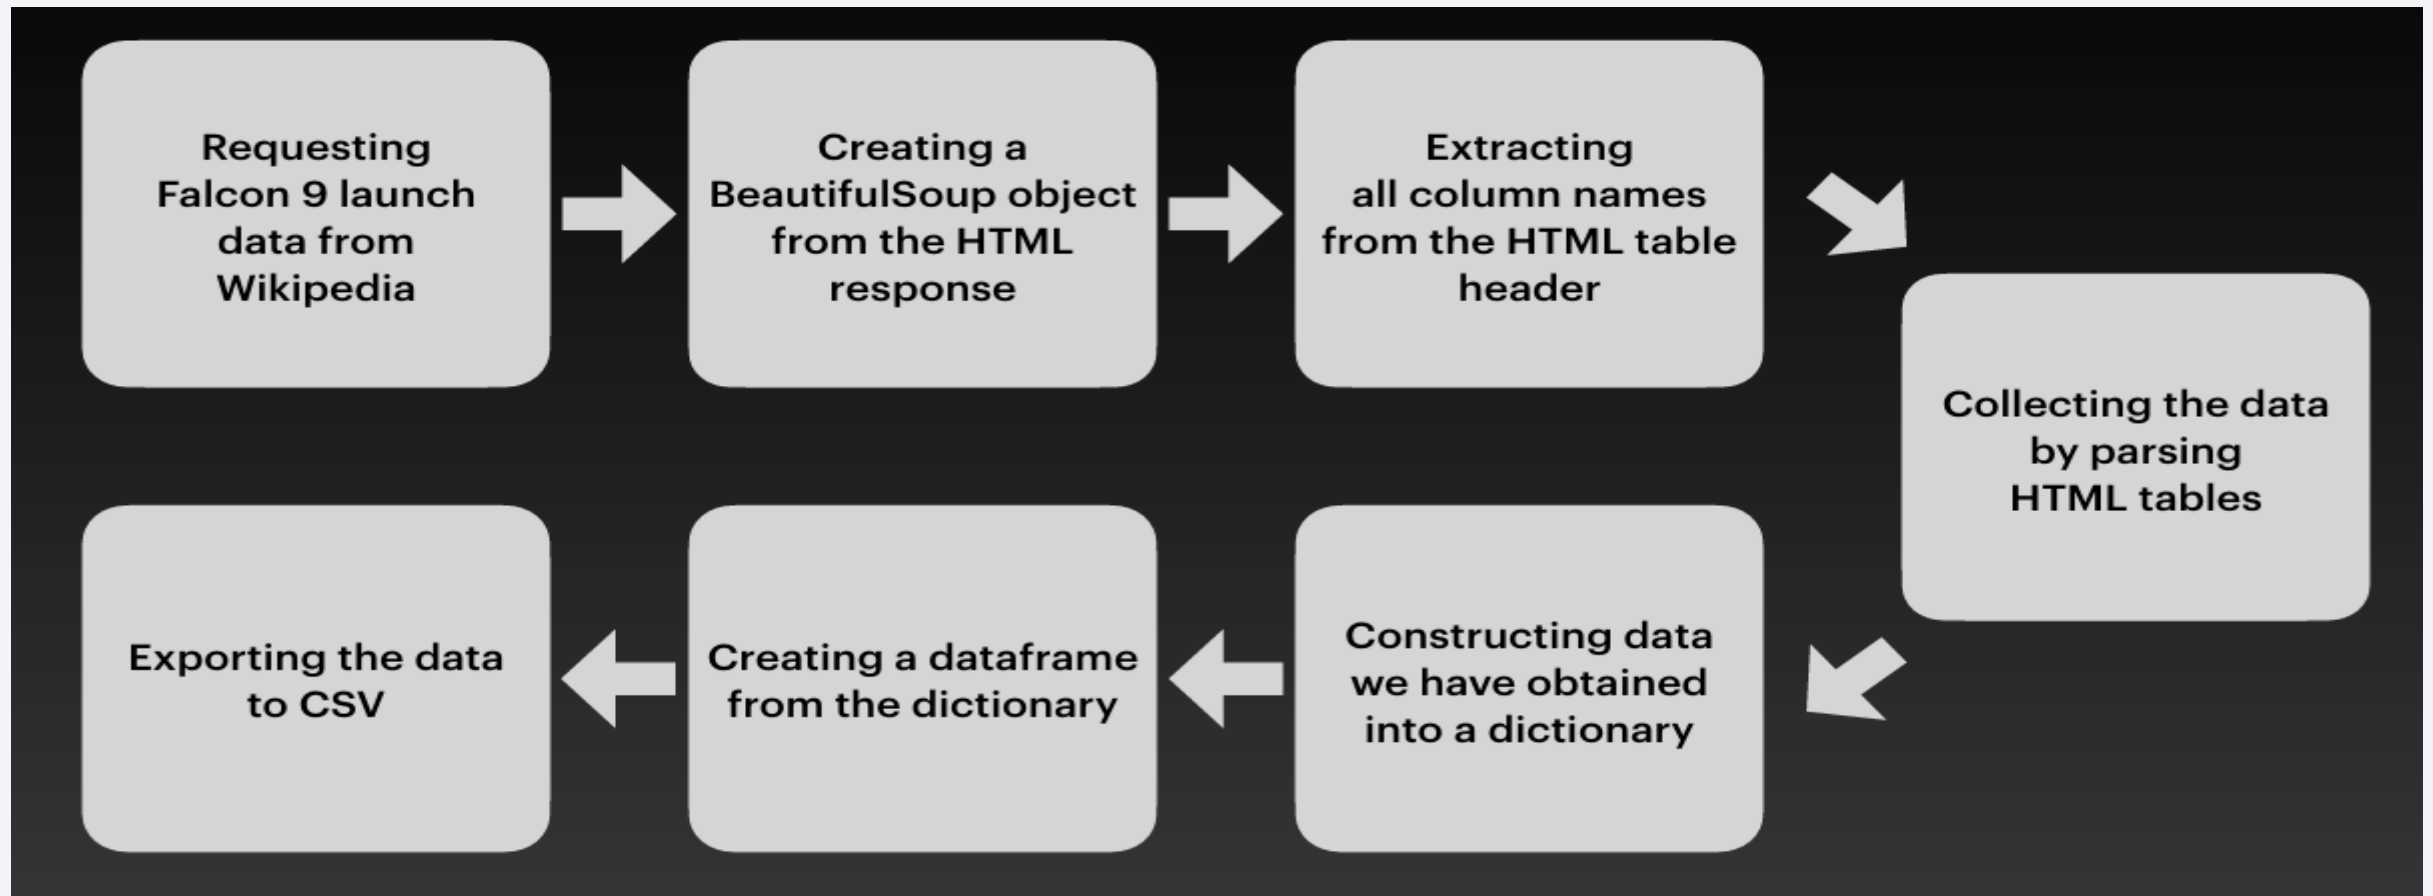 Requesting
Falcon 9 launch
data from
Wikipedia
Creating a
BeautifulSoup object
from the HTML
response
Extracting
all column names
from the HTML table
header
Collecting the data
by parsing
HTML tables
Constructing data
we have obtained
into a dictionary
Creating a dataframe
from the dictionary
Exporting the data
to CSV